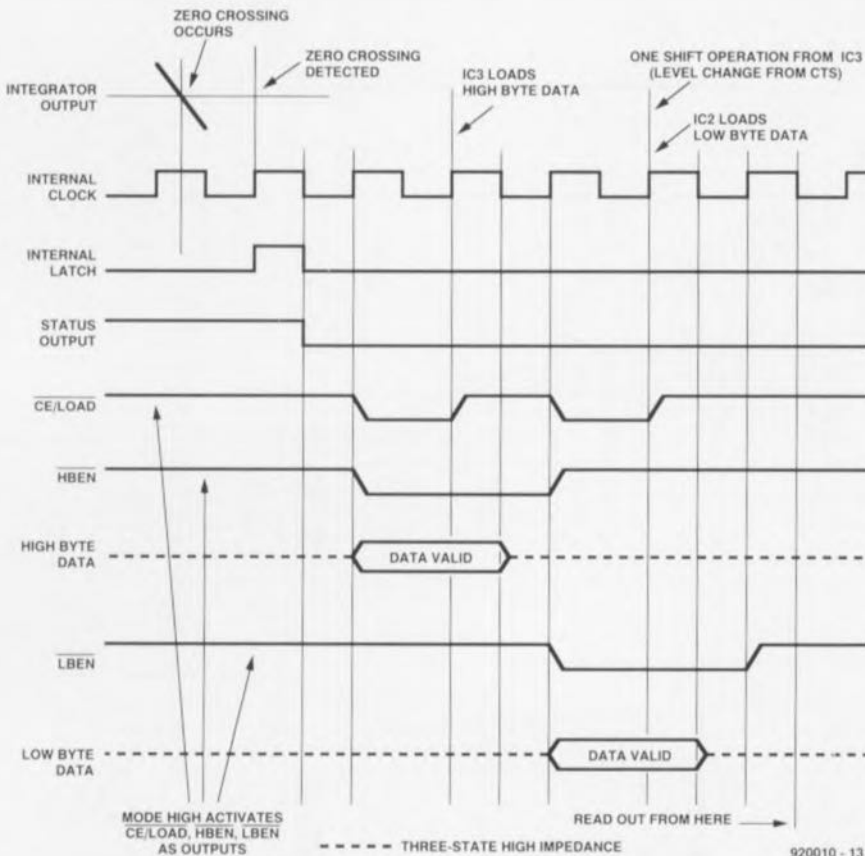 ZERO CROSSING
OCCURS
ZERO CROSSING
DETECTED
INTEGRATOR
OUTPUT
IC3 LOADS
HIGH BYTE DATA
ONE SHIFT OPERATION FROM IC3
(LEVEL CHANGE FROM CTS)
IC2 LOADS
LOW BYTE DATA
INTERNAL
CLOCK
INTERNAL
LATCH
STATUS
OUTPUT
CE/LOAD
HBEN
HIGH BYTE
DATA
DATA VALID
LBEN
LOW BYTE
DATA
DATA VALID
MODE HIGH ACTIVATES
CE/LOAD, HBEN, LBEN
AS OUTPUTS
READ OUT FROM HERE
THREE-STATE HIGH IMPEDANCE
920010 - 13